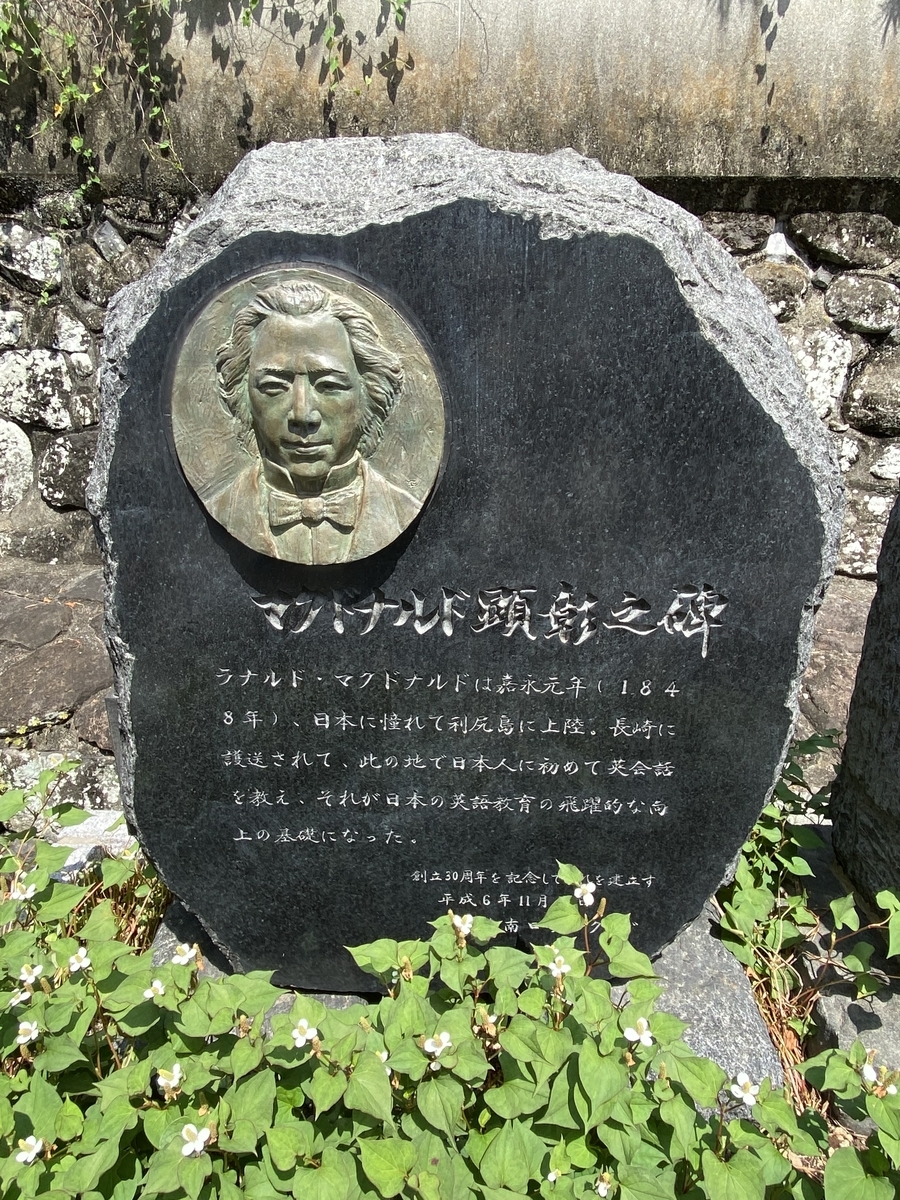 マクドナルド顕彰之碑
ラナルド・マクドナルドは嘉永元年(184
8年)、日本に憧れて利尻島に上陸。長崎に
護送されて、此の地で日本人に初めて英会話
を教え、それが日本の英語教育の飛躍的な向
上の基礎になった。
創立30周年を記念して を建立す
平成6年11月
南ロ